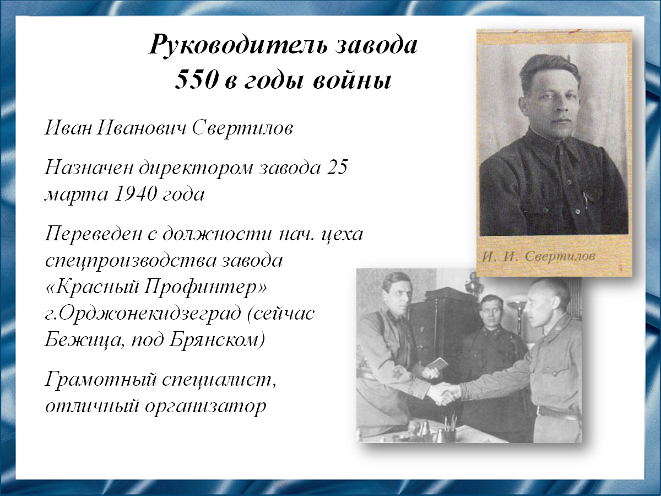 Руководитель завода
550 в годы войны
Иван Иванович Свертилов
Назначен директором завода 25
марта 1940 года
Переведен с должности нач. цеха
спецпроизводства завода
«Красный Профинтер»
г.Орджонекидзеград (сейчас
Бежица, под Брянском)
Грамотный специалист,
отличный организатор
И. И. Свертилов